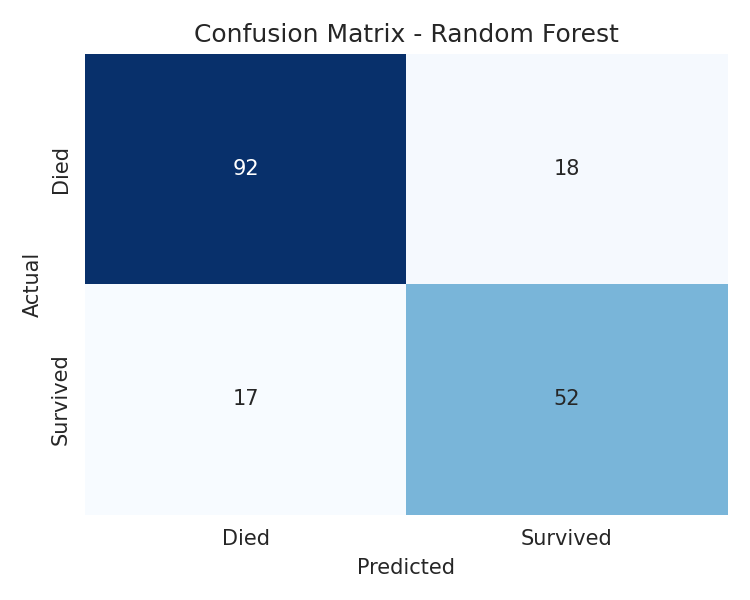 Confusion Matrix - Random Forest
Died
92
18
Actual
Survived
17
52
Died
Survived
Predicted